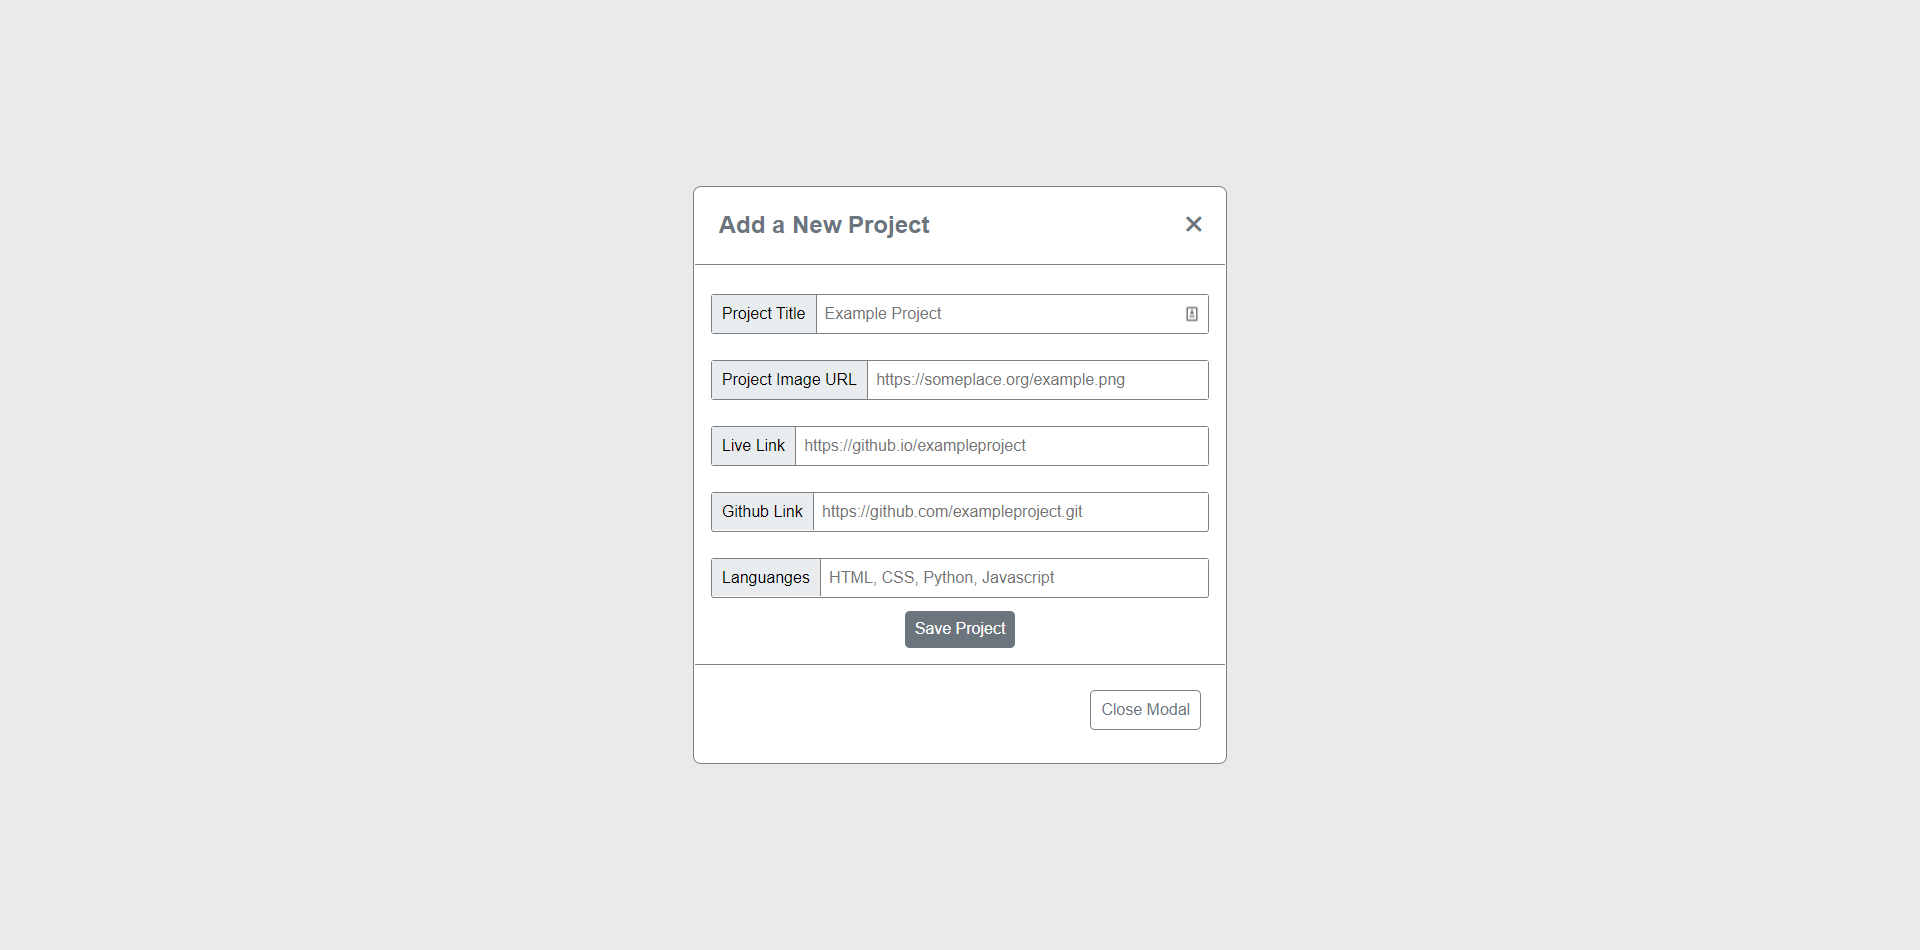 Add a New Project
Project Title Example Project
Project Image URL https://someplace.org/example.png
Live Link https://github.io/exampleproject
Github Link https://github.com/exampleproject.git
Languanges HTML, CSS, Python, Javascript
Save Project
Close Modal